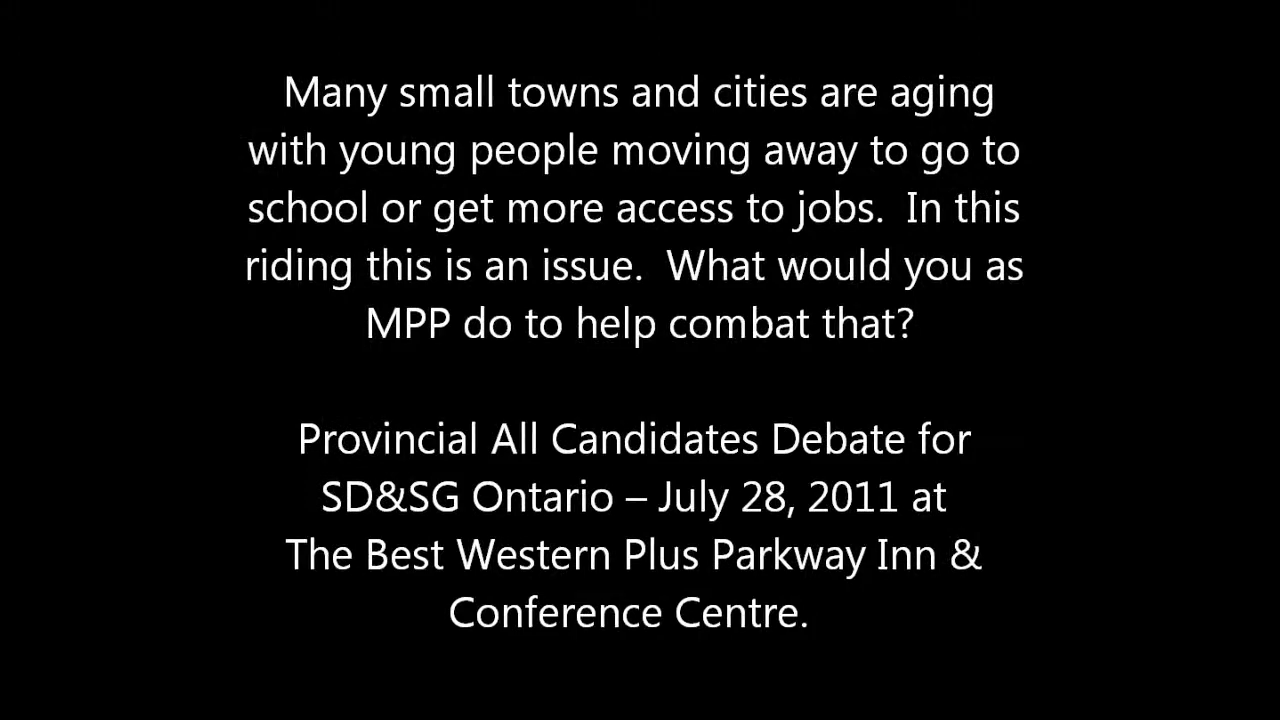 Many small towns and cities are aging
with young people moving away to go to
school or get more access to jobs.  In this
riding this is an issue.  What would you as
MPP do to help combat that?
Provincial All Candidates Debate for
SD&SG Ontario – July 28, 2011 at
The Best Western Plus Parkway Inn &
Conference Centre.